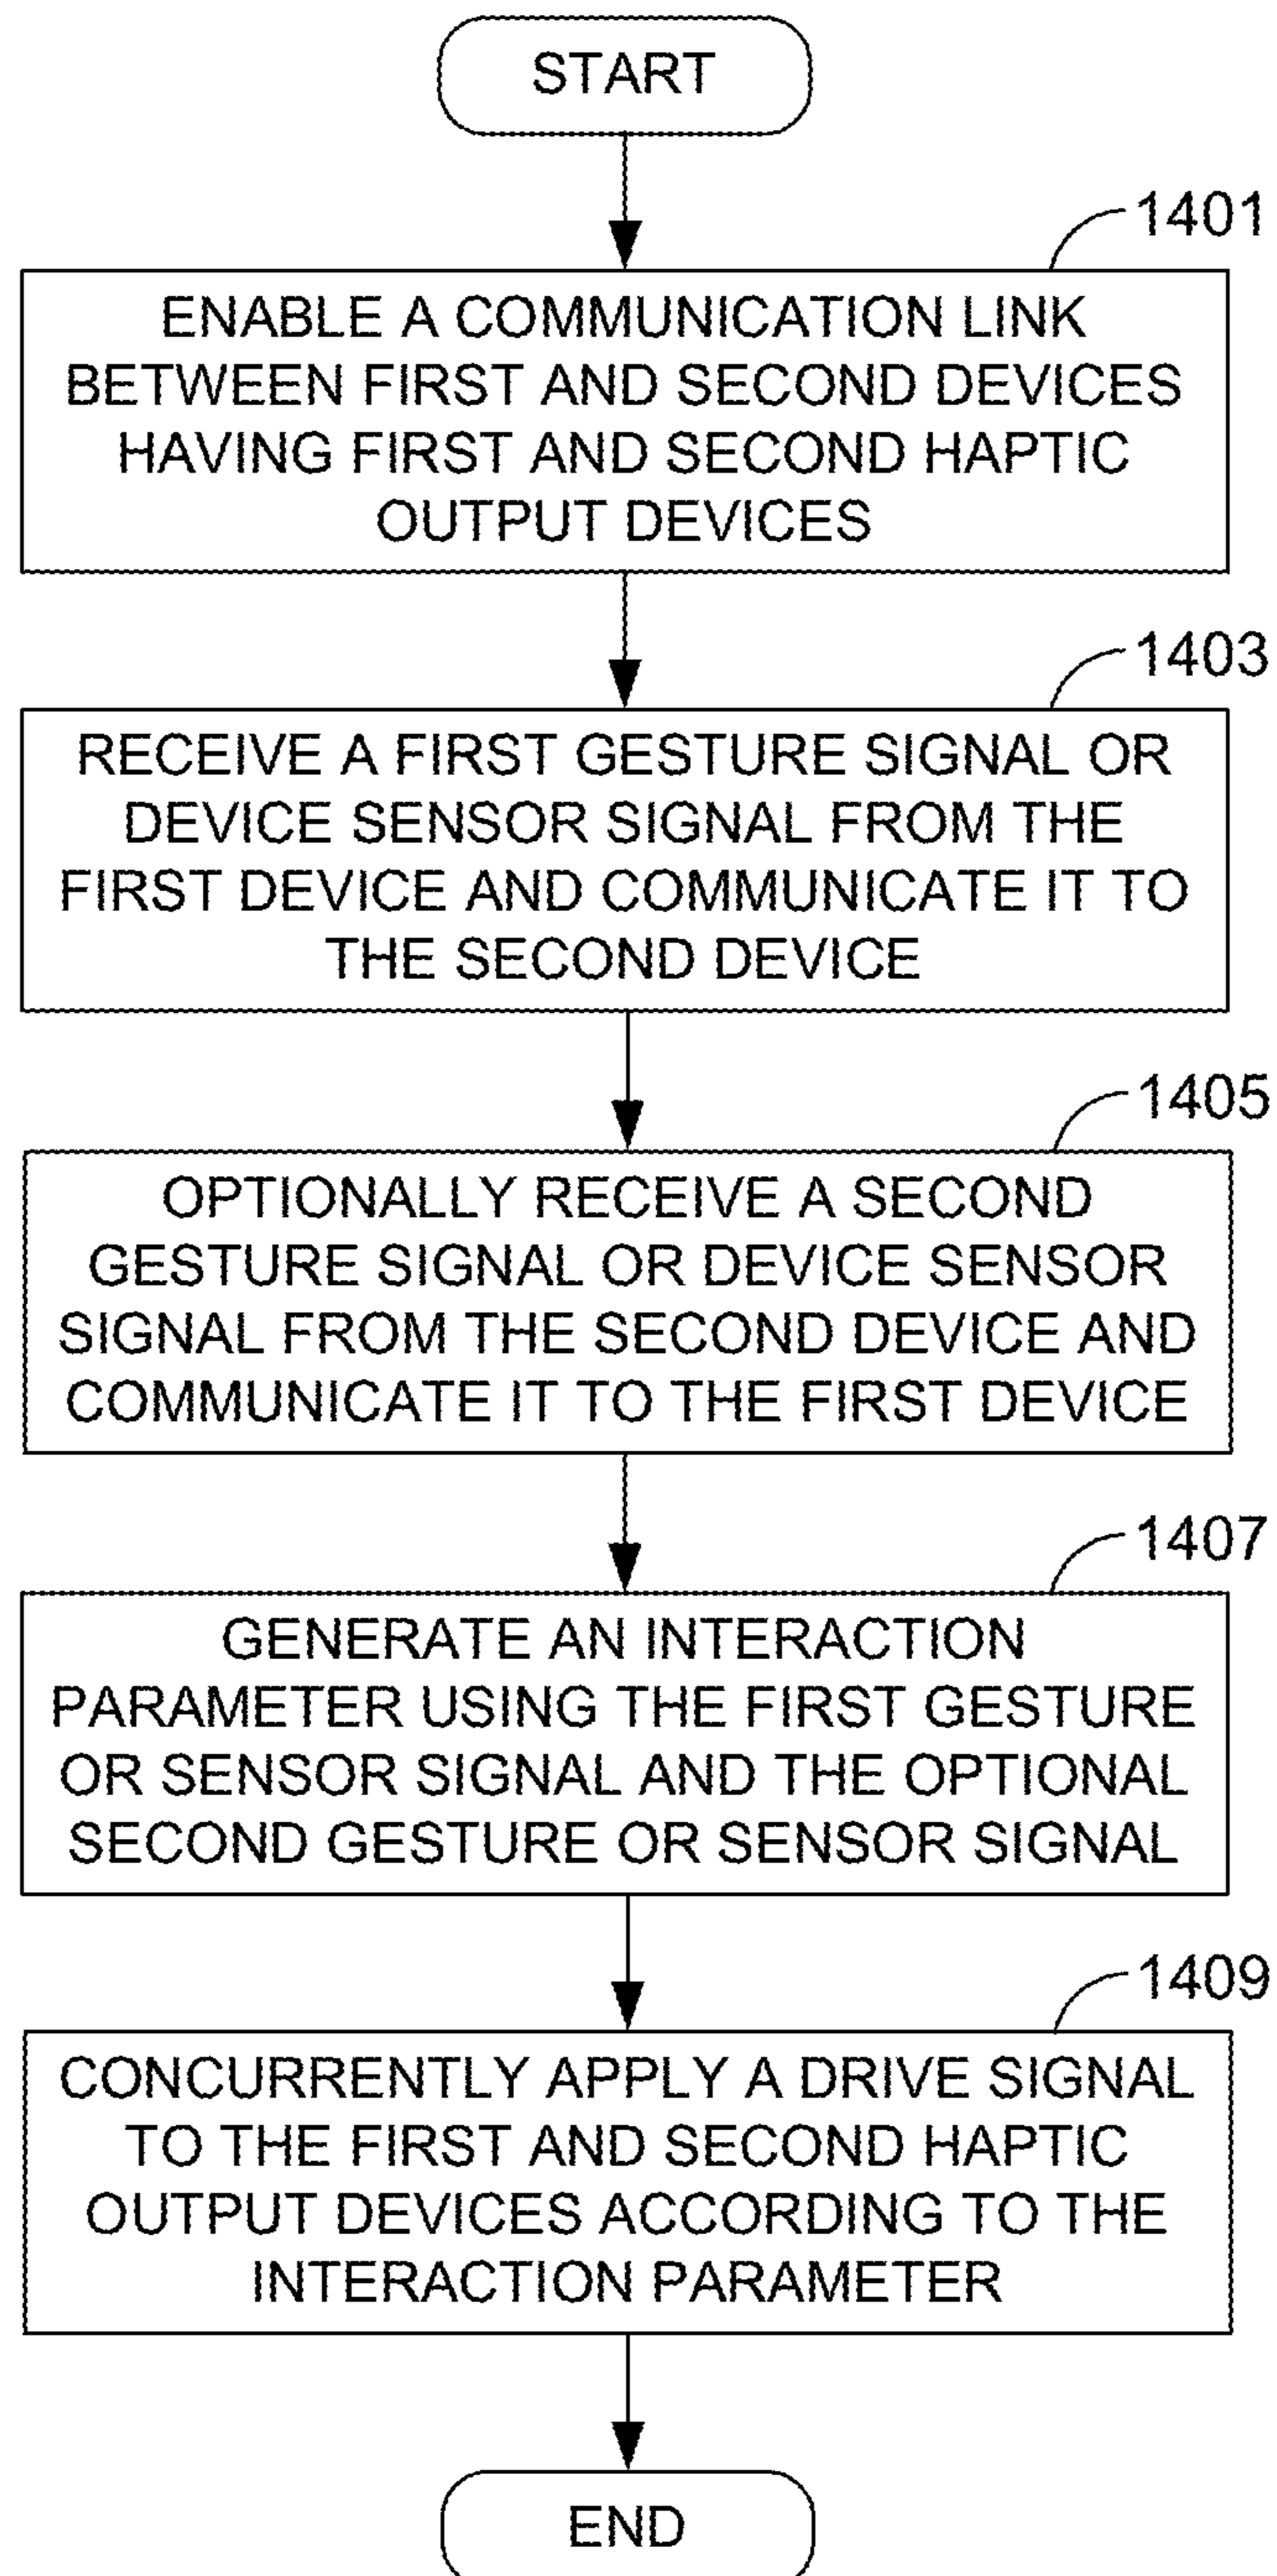 START
1401
ENABLE A COMMUNICATION LINK
BETWEEN FIRST AND SECOND DEVICES
HAVING FIRST AND SECOND HAPTIC
OUTPUT DEVICES
1403
RECEIVE A FIRST GESTURE SIGNAL OR
DEVICE SENSOR SIGNAL FROM THE
FIRST DEVICE AND COMMUNICATE IT TO
THE SECOND DEVICE
1405
OPTIONALLY RECEIVE A SECOND
GESTURE SIGNAL OR DEVICE SENSOR
SIGNAL FROM THE SECOND DEVICE AND
COMMUNICATE IT TO THE FIRST DEVICE
1407
GENERATE AN INTERACTION
PARAMETER USING THE FIRST GESTURE
OR SENSOR SIGNAL AND THE OPTIONAL
SECOND GESTURE OR SENSOR SIGNAL
1409
CONCURRENTLY APPLY A DRIVE SIGNAL
TO THE FIRST AND SECOND HAPTIC
OUTPUT DEVICES ACCORDING TO THE
INTERACTION PARAMETER
END